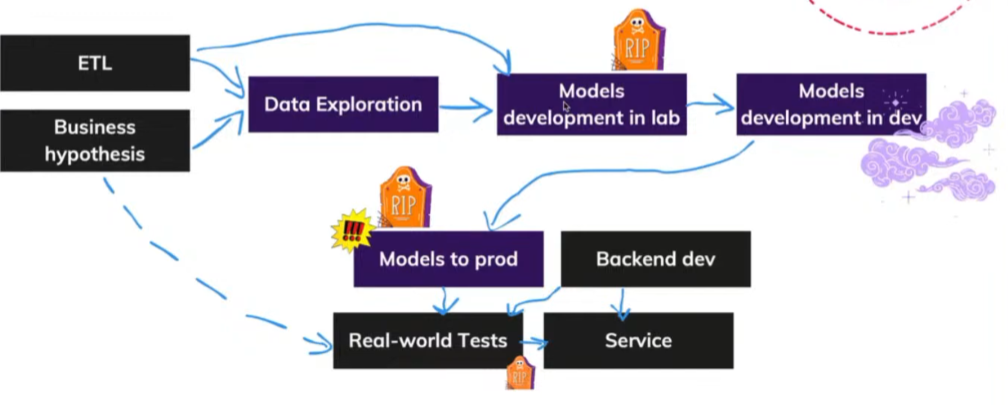 RIP
ETL
Models
development in lab
Models
development in dev
Data Exploration
Business
hypothesis
RIP
!!!
Models to prod
Backend dev
Real-world Tests
Service
RIP